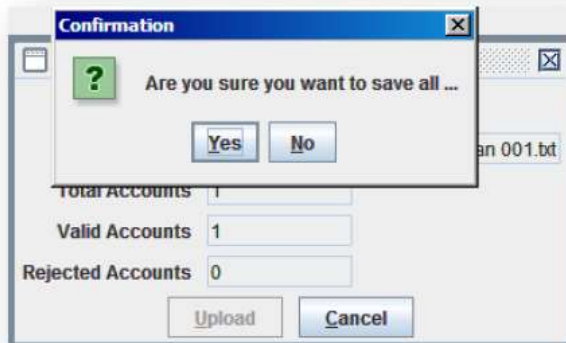 Confirmation
Are you sure you want to save all ...
Yes No
an 001.txt
Total Accounts 1
Valid Accounts 1
Rejected Accounts 0
Upload Cancel